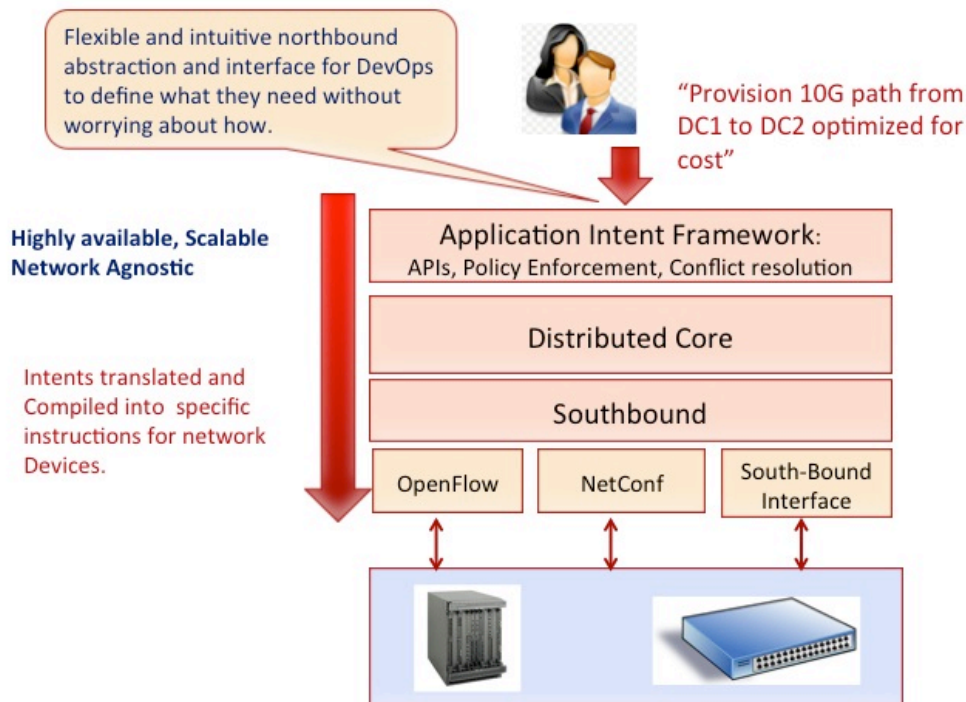 Flexible and intuitive northbound
abstraction and interface for DevOps
to define what they need without
worrying about how.
“Provision 10G path from
DC1 to DC2 optimized for
cost”
Highly available, Scalable
Network Agnostic
Application Intent Framework:
APIs, Policy Enforcement, Conflict resolution
Distributed Core
Intents translated and
Compiled into specific
instructions for network
Devices.
Southbound
OpenFlow
NetConf
South-Bound
Interface